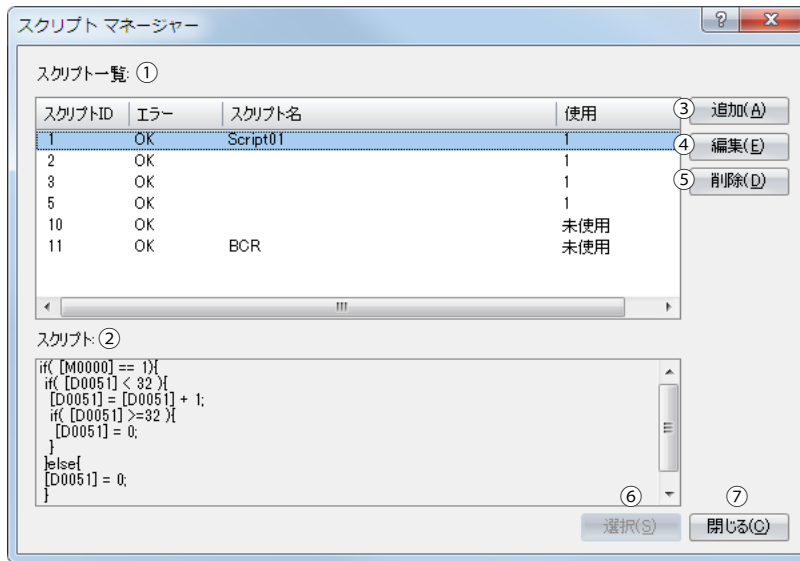 スクリプト マネージャー
スクリプト一覧: ①
スクリプトID エラー スクリプト名 使用
1 OK Script01 1
2 OK 1
3 OK 1
5 OK 1
10 OK 未使用
11 OK BCR 未使用
③ 追加(A)
④ 編集(E)
⑤ 削除(D)
スクリプト: ②
if( [M0000] == 1){
if( [D0051] < 32 ){
[D0051] = [D0051] + 1;
if( [D0051] >=32 ){
[D0051] = 0;
}
}else{
[D0051] = 0;
}
⑥ ⑦
選択(S) 閉じる(C)